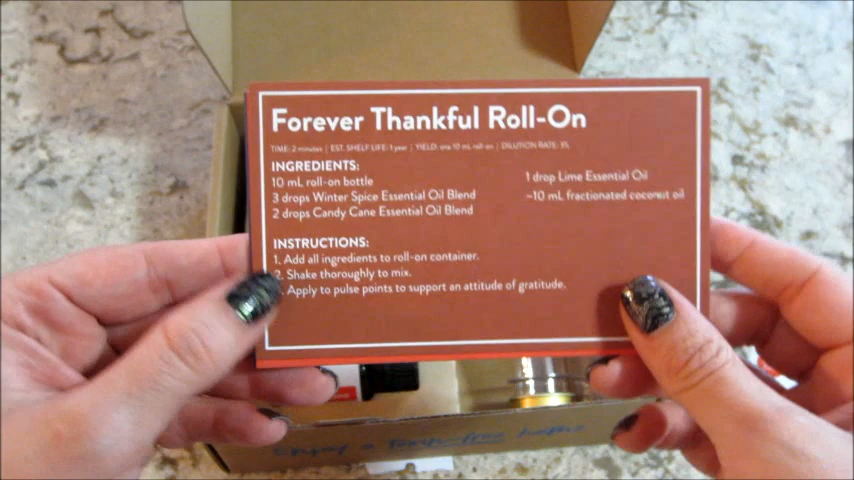 Forever Thankful Roll-On
TIME: 2 minutes | EST. SHELF LIFE: 1 year | YIELD: one 10 mL roll-on | DILUTION RATE: 3%
INGREDIENTS:
10 mL roll-on bottle
3 drops Winter Spice Essential Oil Blend
2 drops Candy Cane Essential Oil Blend
1 drop Lime Essential Oil
~10 mL fractionated coconut oil
INSTRUCTIONS:
1. Add all ingredients to roll-on container.
2. Shake thoroughly to mix.
. Apply to pulse points to support an attitude of gratitude.
Enjoy a toxin-free